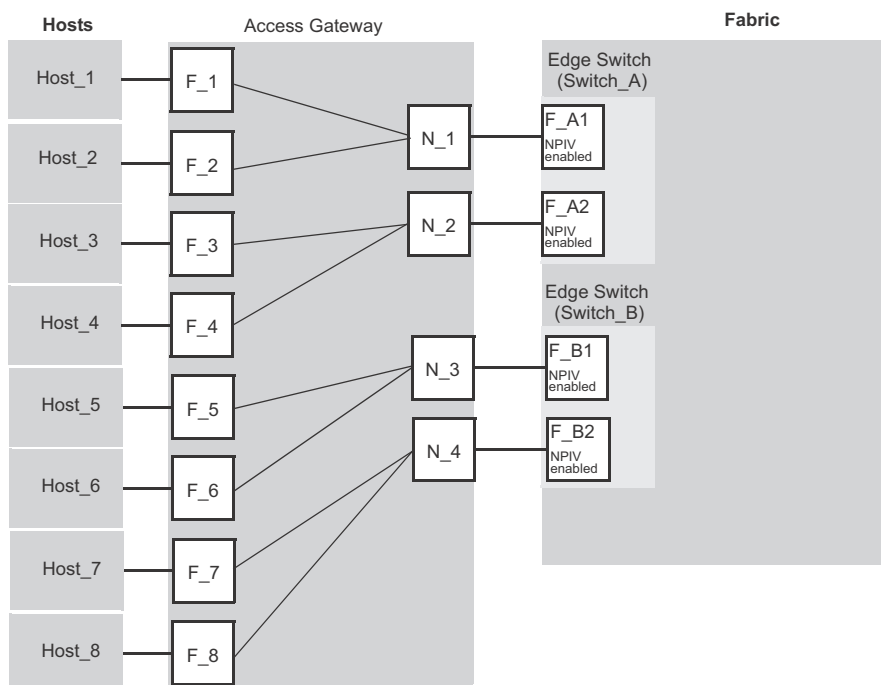 Hosts
Access Gateway
Fabric
Host_1
Host_2
Host_3
Host_4
Host_5
Host_6
Host_7
Host_8
F_1
F_2
F_3
F_4
F_5
F_6
F_7
F_8
N_1
N_2
N_3
N_4
Edge Switch
(Switch_A)
F_A1
NPIV
enabled
F_A2
NPIV
enabled
Edge Switch
(Switch_B)
F_B1
NPIV
enabled
F_B2
NPIV
enabled